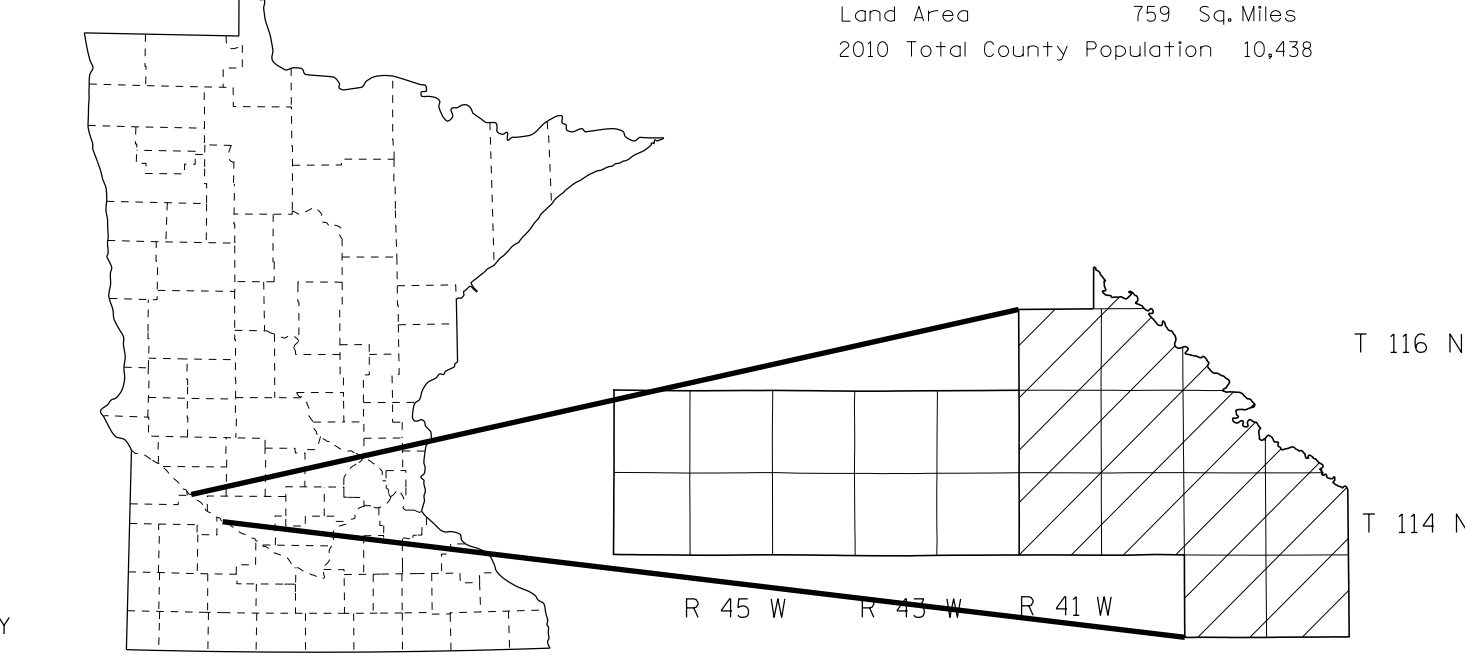 Land Area 759 Sq. Miles
2010 Total County Population 10,438
T 116 N
T 114 N
R 45 W R 43 W R 41 W
Y